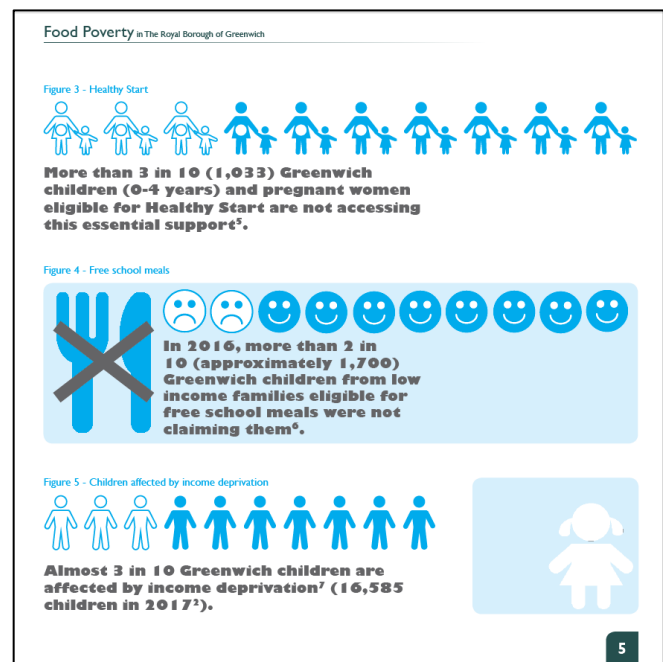 Food Poverty in The Royal Borough of Greenwich
Figure 3 - Healthy Start
More than 3 in 10 (1,033) Greenwich
children (0-4 years) and pregnant women
eligible for Healthy Start are not accessing
this essential support⁵.
Figure 4 - Free school meals
In 2016, more than 2 in
10 (approximately 1,700)
Greenwich children from low
income families eligible for
free school meals were not
claiming them⁶.
Figure 5 - Children affected by income deprivation
Almost 3 in 10 Greenwich children are
affected by income deprivation⁷ (16,585
children in 2017²).
5